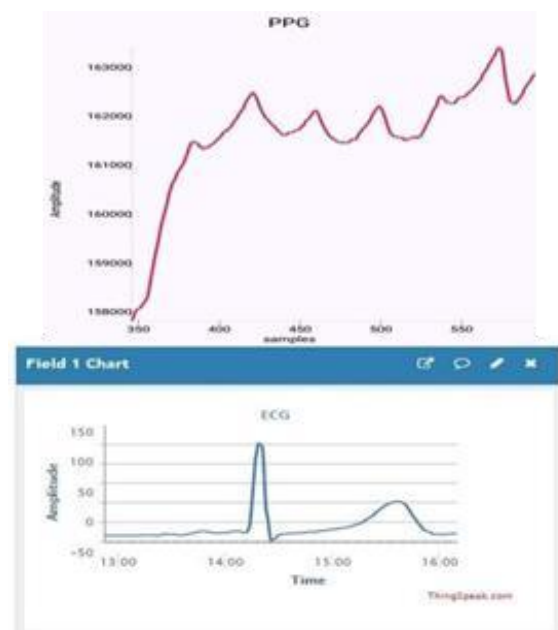 PPG
163000
162000
161000
160000
159000
158000
Amplitude
350 400 450 500 550
samples
Field 1 Chart
ECG
150
100
50
0
-50
Amplitude
13:00 14:00 15:00 16:00
Time
ThingSpeak.com